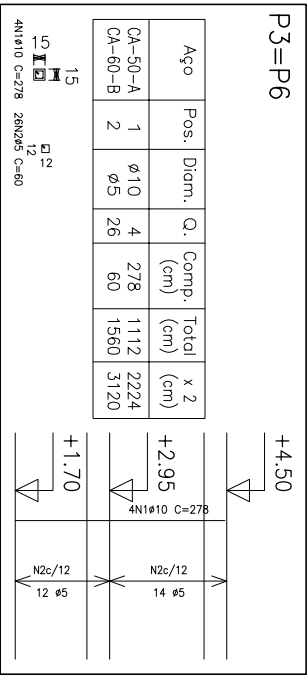 P3=P6
Aço Pos. Diam. Q. Comp. (cm) Total (cm) x 2 (cm)
CA-50-A 1 ø10 4 278 1112 2224
CA-60-B 2 ø5 26 60 1560 3120
15
15
12
12
4N1ø10 C=278
26N2ø5 C=60
+4.50
+2.95
+1.70
4N1ø10 C=278
N2c/12
12 ø5
N2c/12
14 ø5